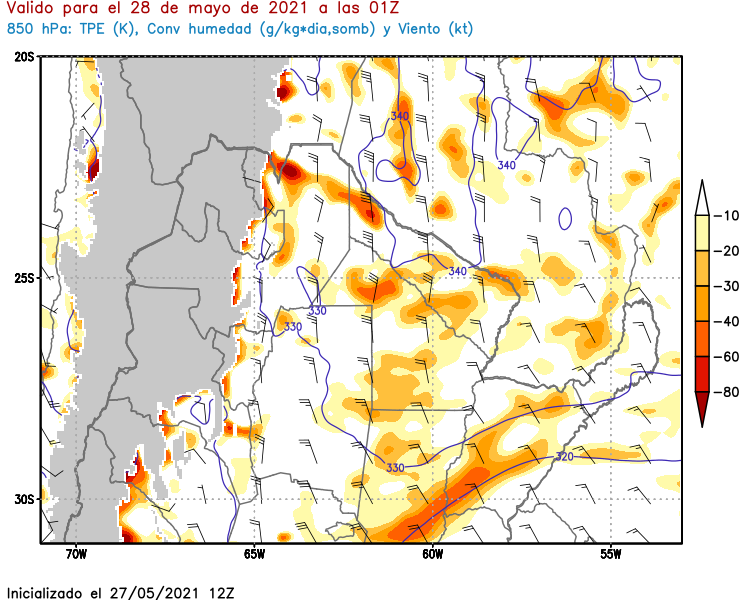 Valido para el 28 de mayo de 2021 a las 01Z
850 hPa: TPE (K), Conv humedad (g/kg*dia,somb) y Viento (kt)
20S
340
340
-10
-20
25S
340
-30
330
330
-40
-60
-80
320
330
30S
70W 65W 60W 55W
Inicializado el 27/05/2021 12Z